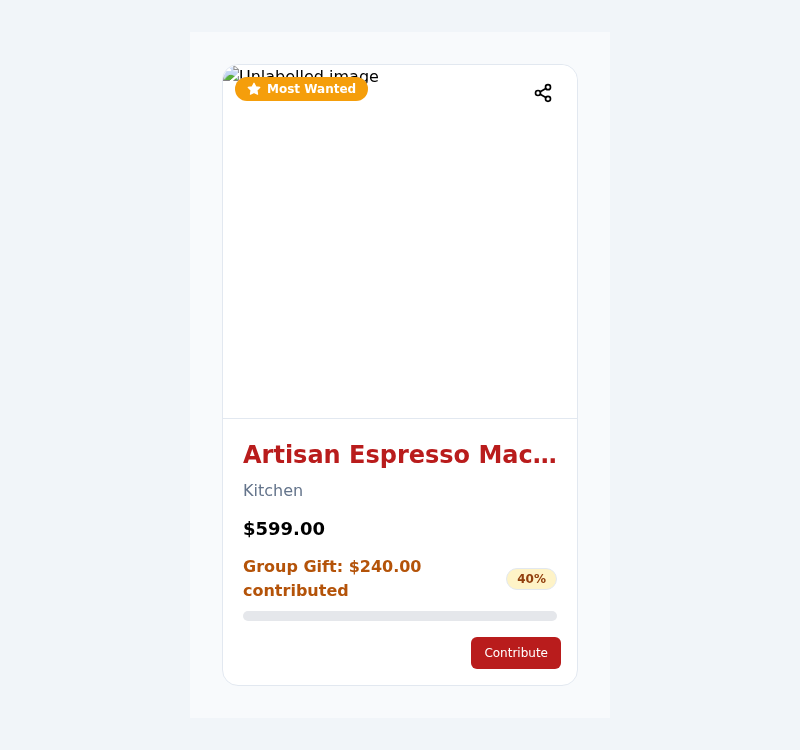 Unlabelled image
Most Wanted
Artisan Espresso Mac...
Kitchen
$599.00
Group Gift: $240.00
contributed
40%
Contribute